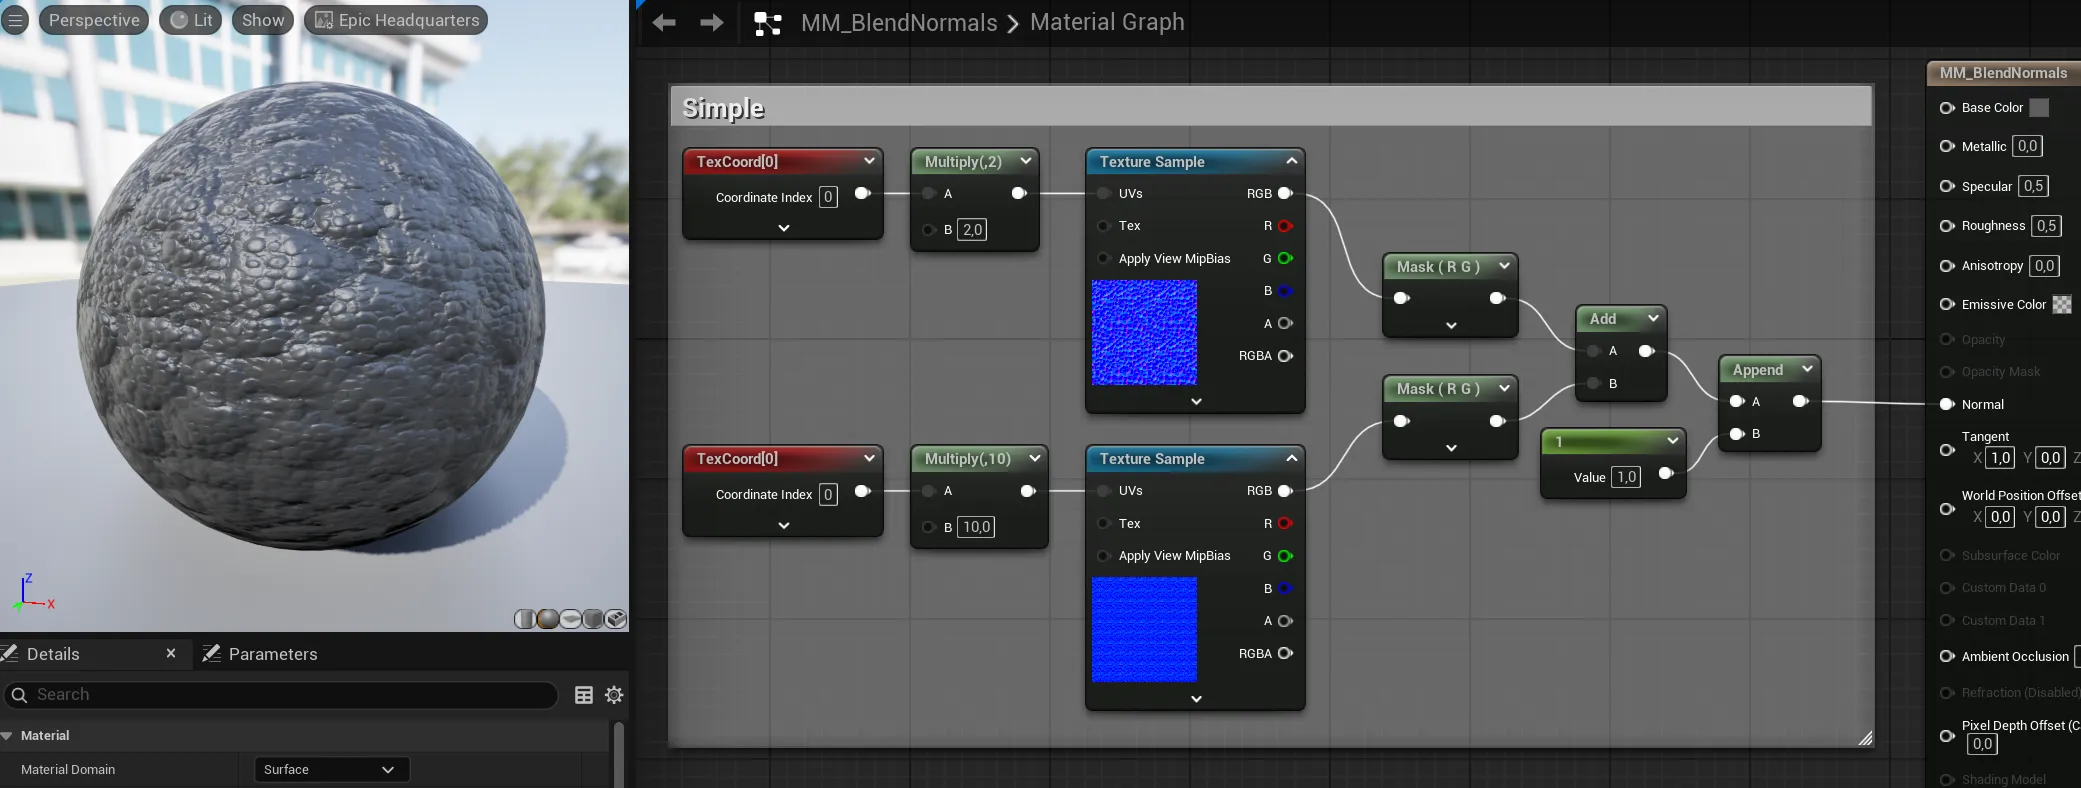 Perspective
Lit
Show
Epic Headquarters
MM_BlendNormals
Material Graph
Simple
TexCoord[0]
Coordinate Index 0
Multiply(,2)
A
B 2,0
Texture Sample
UVs
Tex
Apply View MipBias
RGB
R
G
B
A
RGBA
Mask ( R G )
Mask ( R G )
Add
A
B
Append
A
B
1
Value 1,0
TexCoord[0]
Coordinate Index 0
Multiply(,10)
A
B 10,0
Texture Sample
UVs
Tex
Apply View MipBias
RGB
R
G
B
A
RGBA
MM_BlendNormals
Base Color
Metallic 0,0
Specular 0,5
Roughness 0,5
Anisotropy 0,0
Emissive Color
Opacity
Opacity Mask
Normal
Tangent
X 1,0 Y 0,0 Z
World Position Offset
X 0,0 Y 0,0 Z
Subsurface Color
Custom Data 0
Custom Data 1
Ambient Occlusion
Refraction (Disabled)
Pixel Depth Offset (C
0,0
Shading Model
Z
X
Details
Parameters
Search
Material
Material Domain
Surface